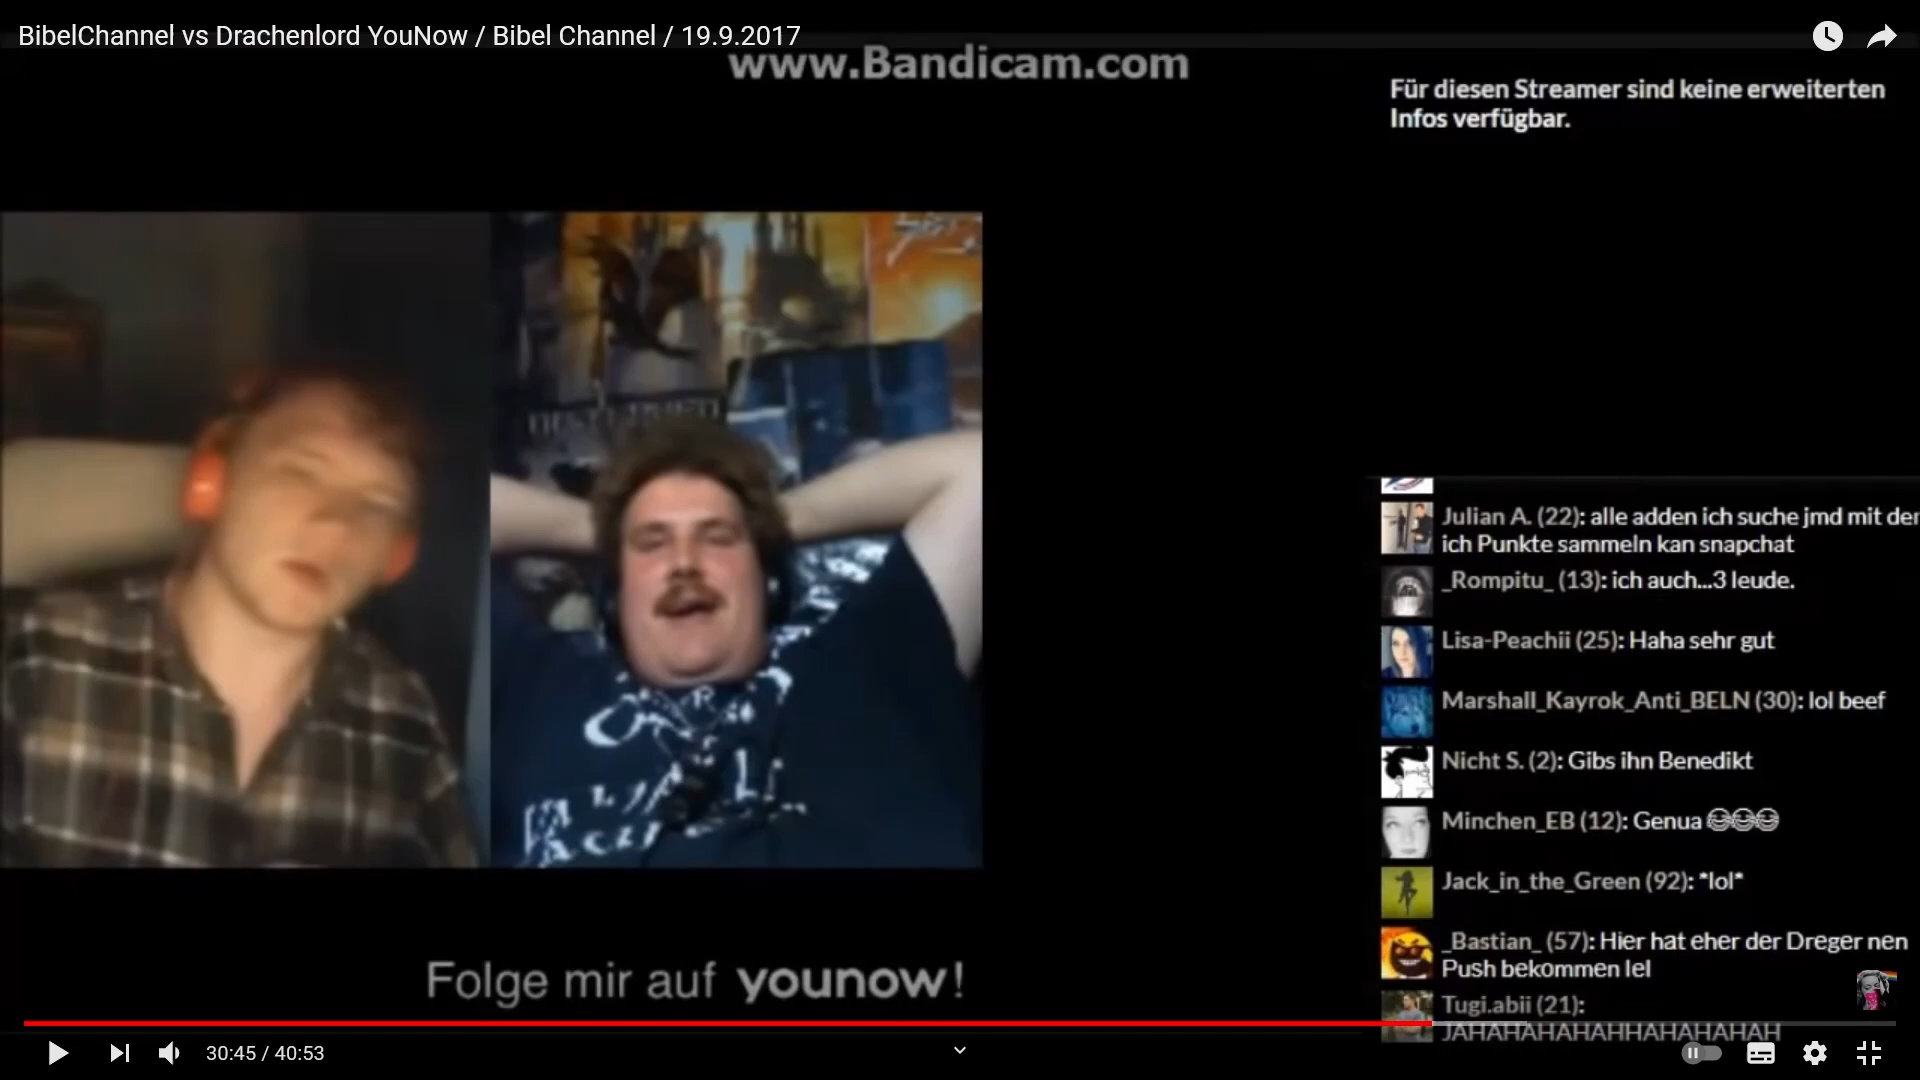 BibelChannel vs Drachenlord YouNow / Bibel Channel / 19.9.2017
www.Bandicam.com
Für diesen Streamer sind keine erweiterten
Infos verfügbar.
Julian A. (22): alle adden ich suche jmd mit der
ich Punkte sammeln kan snapchat
_Rompitu_ (13): ich auch...3 leude.
Lisa-Peachii (25): Haha sehr gut
Marshall_Kayrok_Anti_BELN (30): lol beef
Nicht S. (2): Gibs ihn Benedikt
Minchen_EB (12): Genua 😂😂😂
Jack_in_the_Green (92): *lol*
_Bastian_ (57): Hier hat eher der Dreger nen
Push bekommen lel
Tugi.abii (21):
JAHAHAHAHAHHAHAHAHAH
Folge mir auf younow!
30:45 / 40:53